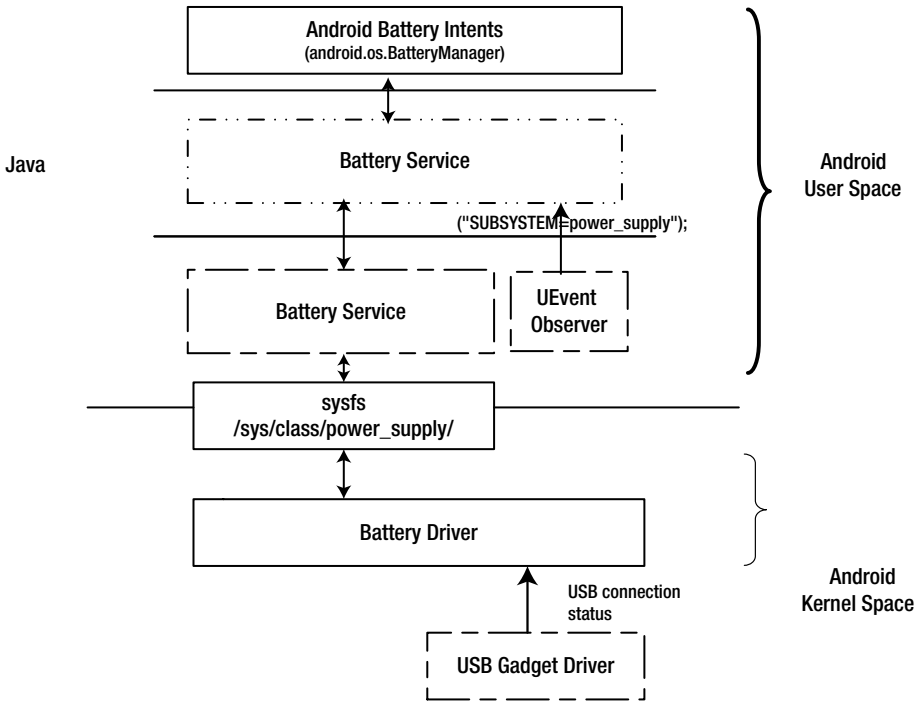 Android Battery Intents
(android.os.BatteryManager)
Battery Service
Java
Android
User Space
("SUBSYSTEM=power_supply");
Battery Service
UEvent
Observer
sysfs
/sys/class/power_supply/
Battery Driver
USB connection
status
Android
Kernel Space
USB Gadget Driver